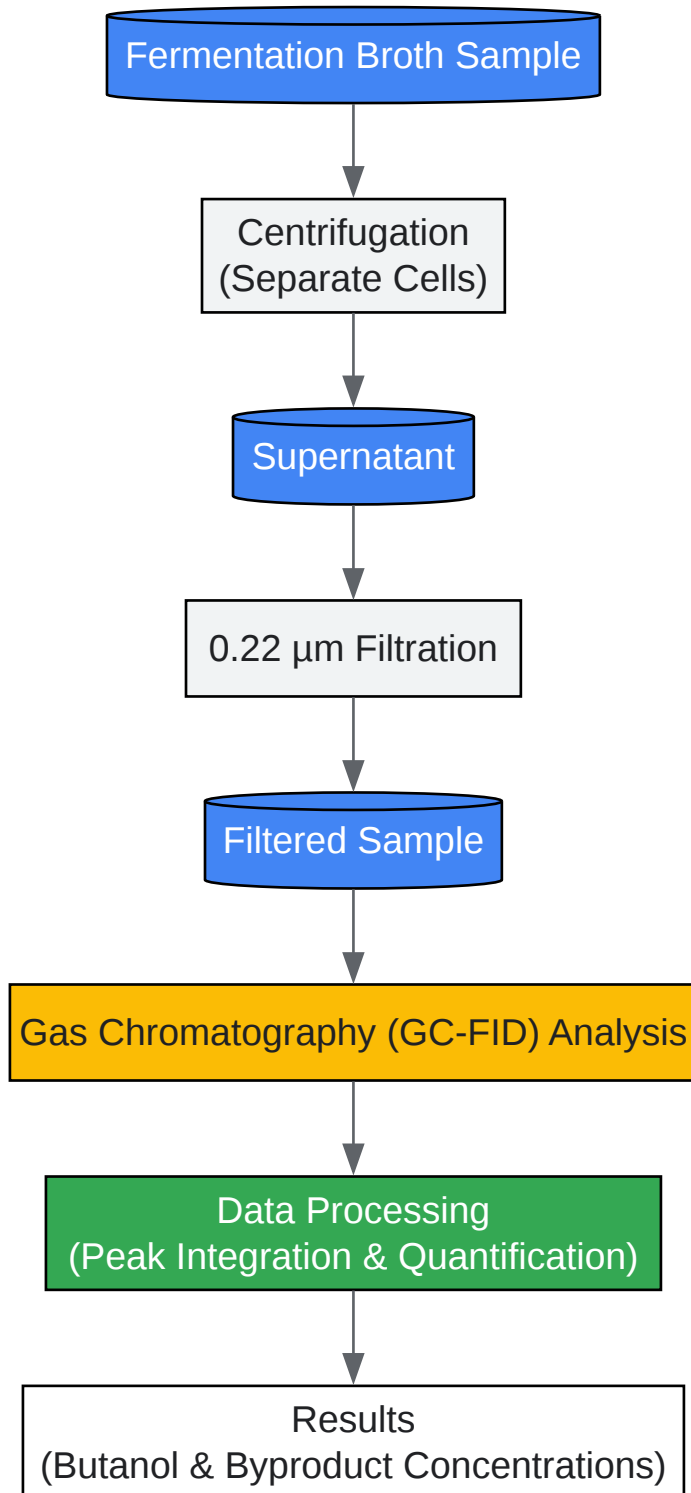 Fermentation Broth Sample
Centrifugation
(Separate Cells)
Supernatant
0.22 µm Filtration
Filtered Sample
Gas Chromatography (GC-FID) Analysis
Data Processing
(Peak Integration & Quantification)
Results
(Butanol & Byproduct Concentrations)